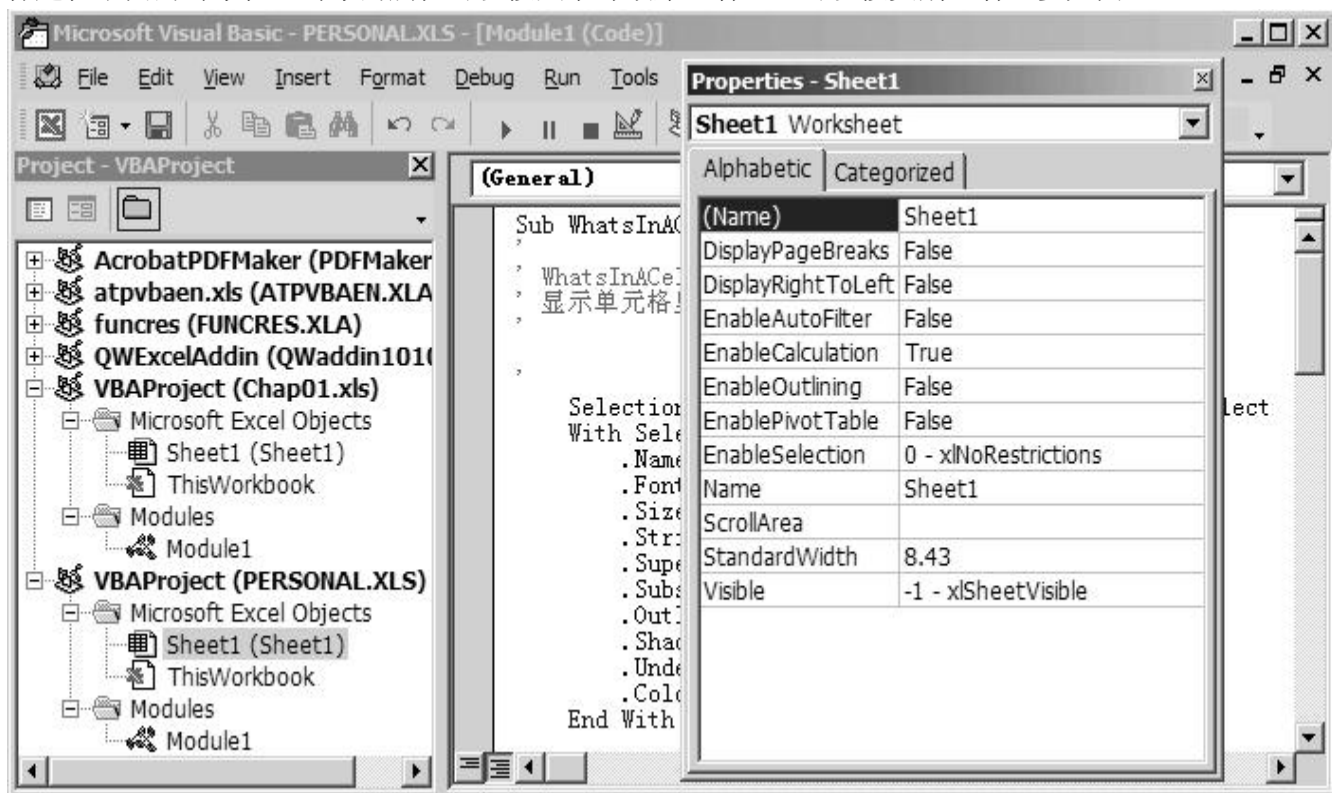 Microsoft Visual Basic - PERSONAL.XLS - [Module1 (Code)]
File Edit View Insert Format Debug Run Tools
Project - VBAProject
AcrobatPDFMaker (PDFMaker
atpvbaen.xls (ATPVBAEN.XLA
funcres (FUNCRES.XLA)
QWExcelAddin (QWaddin101
VBAProject (Chap01.xls)
Microsoft Excel Objects
Sheet1 (Sheet1)
ThisWorkbook
Modules
Module1
VBAProject (PERSONAL.XLS)
Microsoft Excel Objects
Sheet1 (Sheet1)
ThisWorkbook
Modules
Module1
(General)
Sub WhatsInAC
'
' WhatsInACel
' 显示单元格
'
'
Selection
With Sele
.Name
.Font
.Size
.Stri
.Supe
.Subs
.Outl
.Shad
.Unde
.Colo
End With
lect
Properties - Sheet1
Sheet1 Worksheet
Alphabetic Categorized
(Name) Sheet1
DisplayPageBreaks False
DisplayRightToLeft False
EnableAutoFilter False
EnableCalculation True
EnableOutlining False
EnablePivotTable False
EnableSelection 0 - xlNoRestrictions
Name Sheet1
ScrollArea
StandardWidth 8.43
Visible -1 - xlSheetVisible